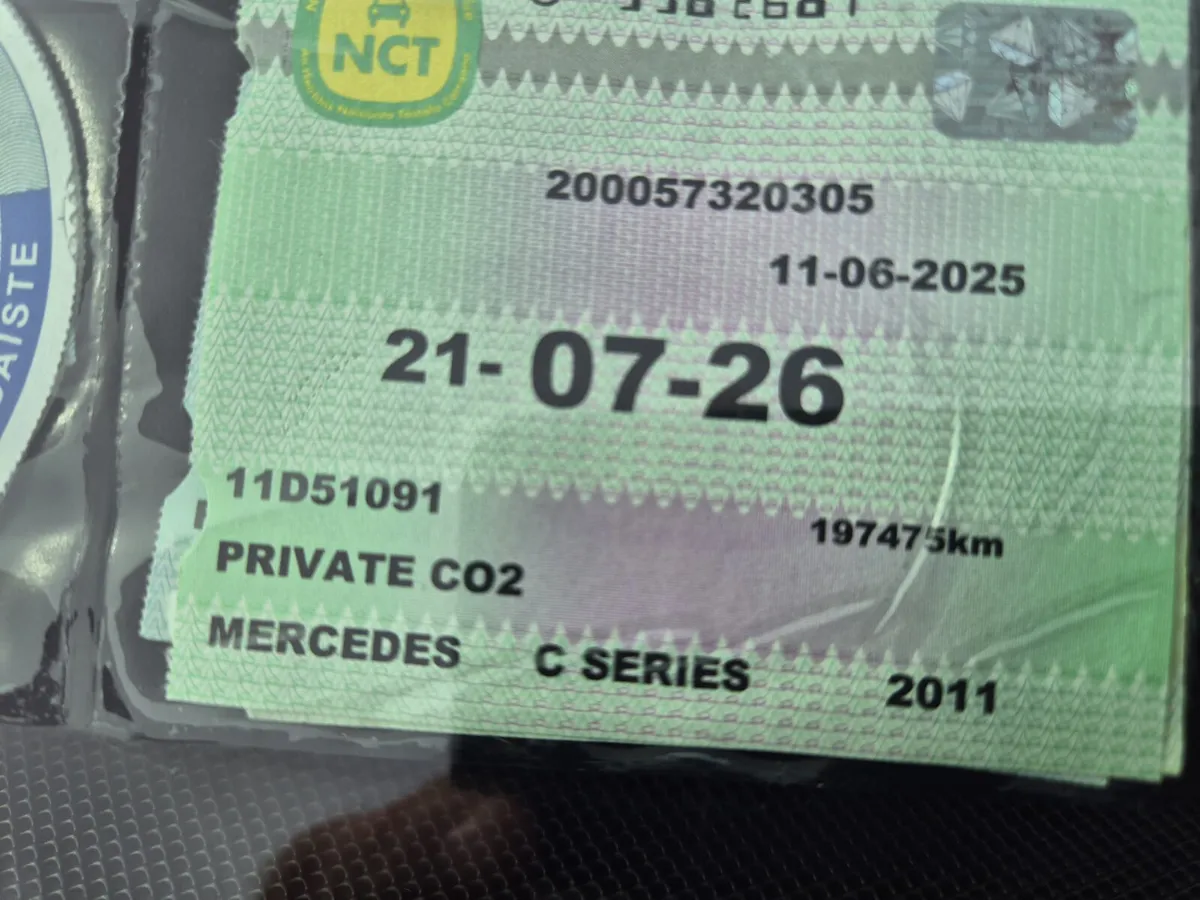 NCT
200057320305
11-06-2025
21- 07-26
11D51091
197475km
PRIVATE CO2
MERCEDES C SERIES 2011